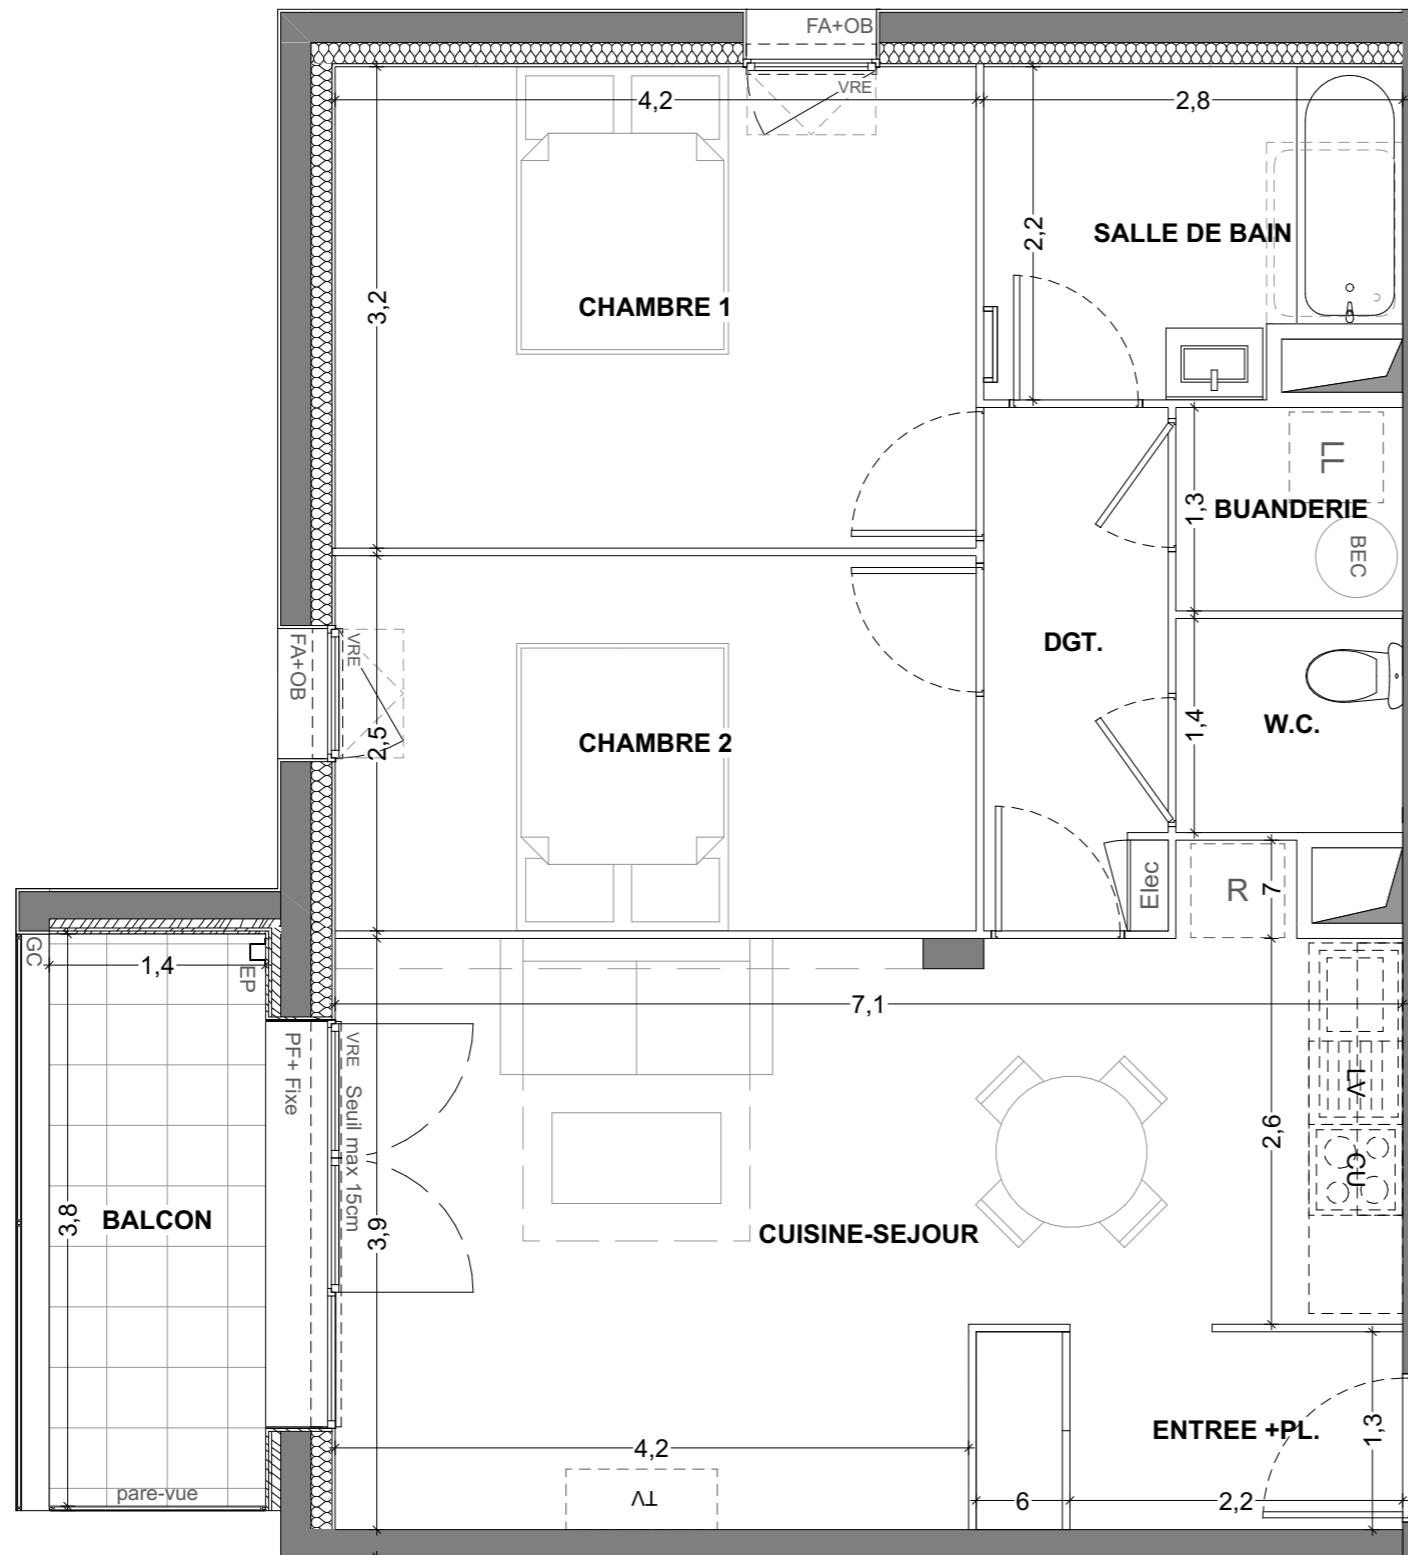 FA+OB
VRE
4,2
2,8
2,2
SALLE DE BAIN
3,2
CHAMBRE 1
LL
1,3
BUANDERIE
BEC
FA+OB
VRE
DGT.
2,5
CHAMBRE 2
1,4
W.C.
Elec
R
7
GC
1,4
EP
7,1
PF+ Fixe
VRE Seuil max 15cm
LV
2,6
CU
3,8
BALCON
3,9
CUISINE-SEJOUR
ENTREE +PL.
1,3
4,2
pare-vue
TV
6
2,2